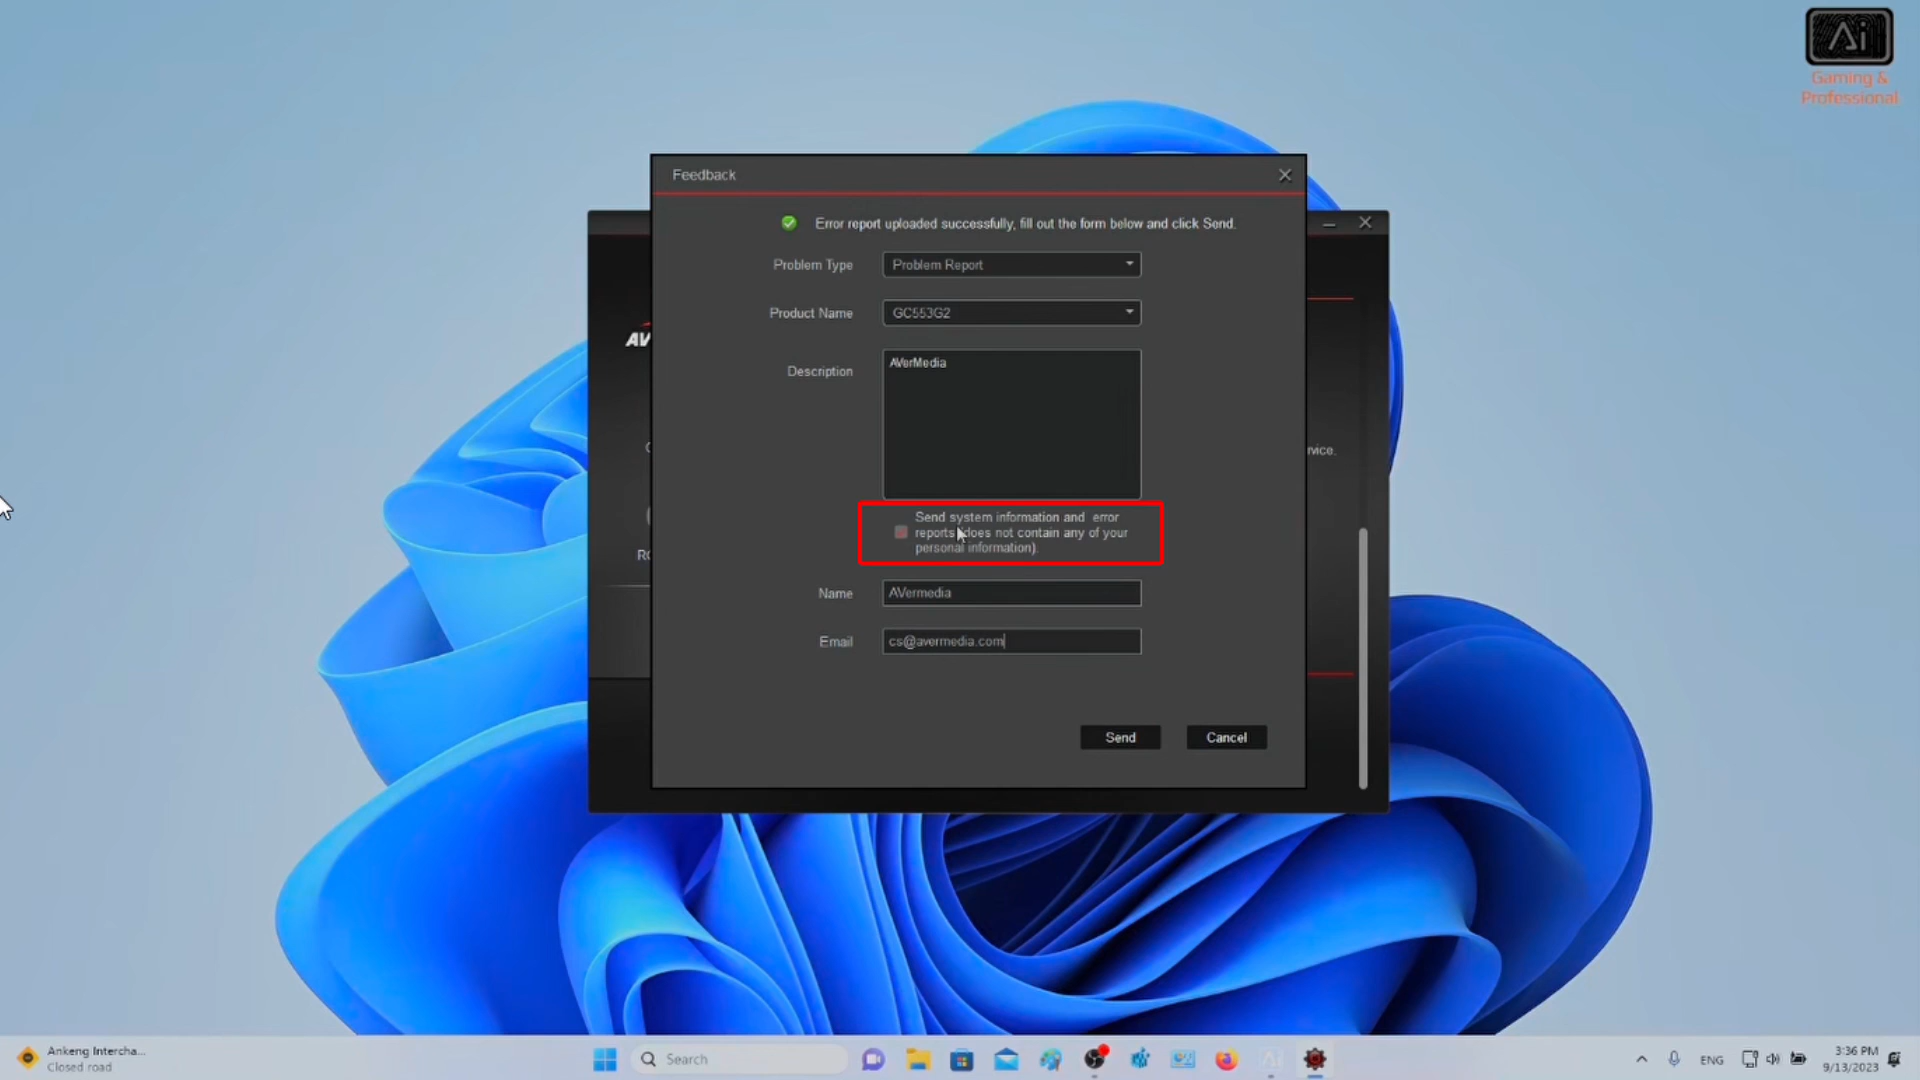 Ai
Gaming &
Professional
Feedback
Error report uploaded successfully, fill out the form below and click Send.
Problem Type
Problem Report
Product Name
GC553G2
Description
AVerMedia
Send system information and error
reports(does not contain any of your
personal information).
Name
AVermedia
Email
cs@avermedia.com
Send
Cancel
AV
rvice.
Ankeng Intercha...
Closed road
Search
ENG
3:36 PM
9/13/2023